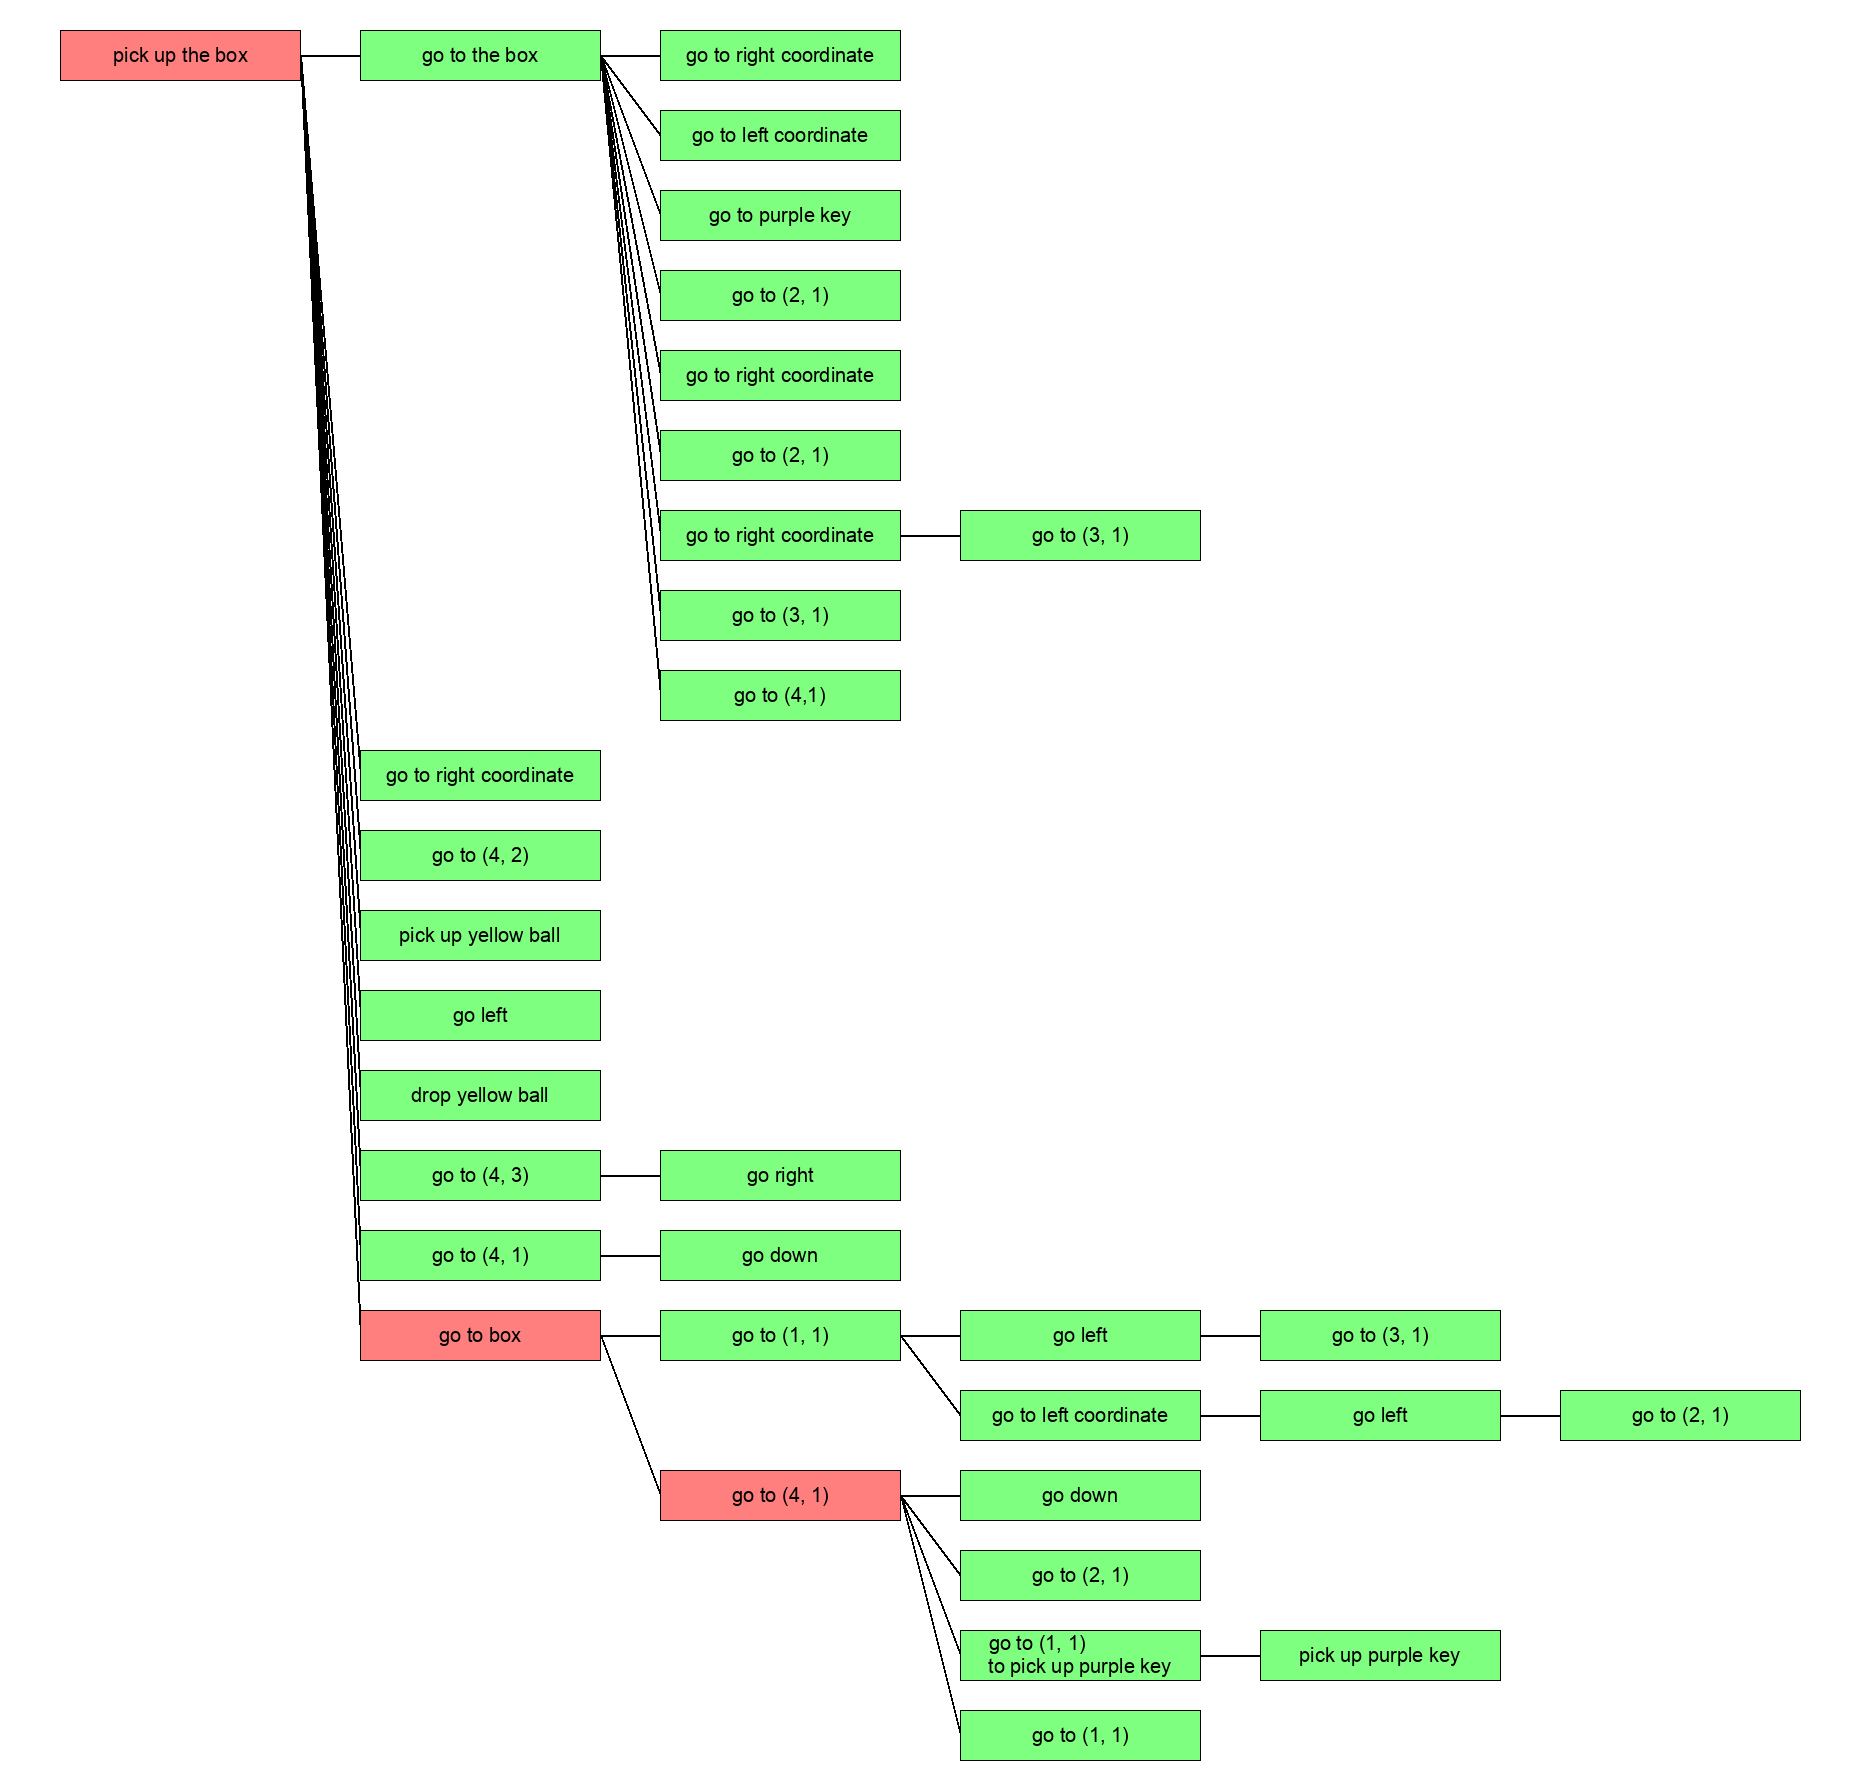 pick up the box
go to the box
go to right coordinate
go to left coordinate
go to purple key
go to (2, 1)
go to right coordinate
go to (2, 1)
go to right coordinate
go to (3, 1)
go to (3, 1)
go to (4,1)
go to right coordinate
go to (4, 2)
pick up yellow ball
go left
drop yellow ball
go to (4, 3)
go right
go to (4, 1)
go down
go to box
go to (1, 1)
go left
go to (3, 1)
go to left coordinate
go left
go to (2, 1)
go to (4, 1)
go down
go to (2, 1)
go to (1, 1)
to pick up purple key
pick up purple key
go to (1, 1)